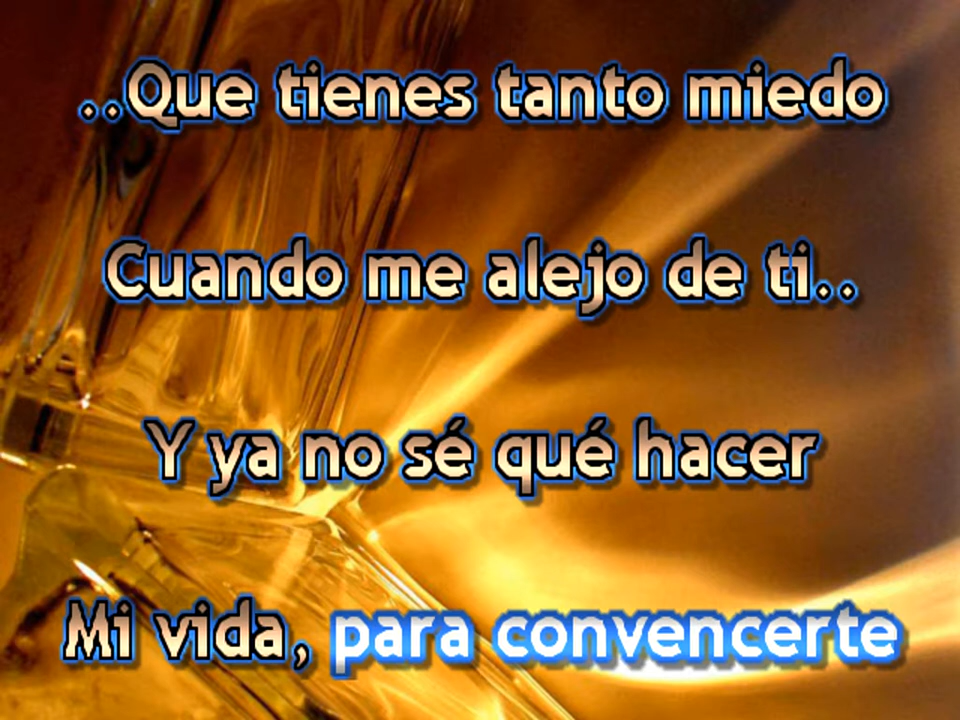 ..Que tienes tanto miedo
Cuando me alejo de ti..
Y ya no sé qué hacer
Mi vida, para convencerte